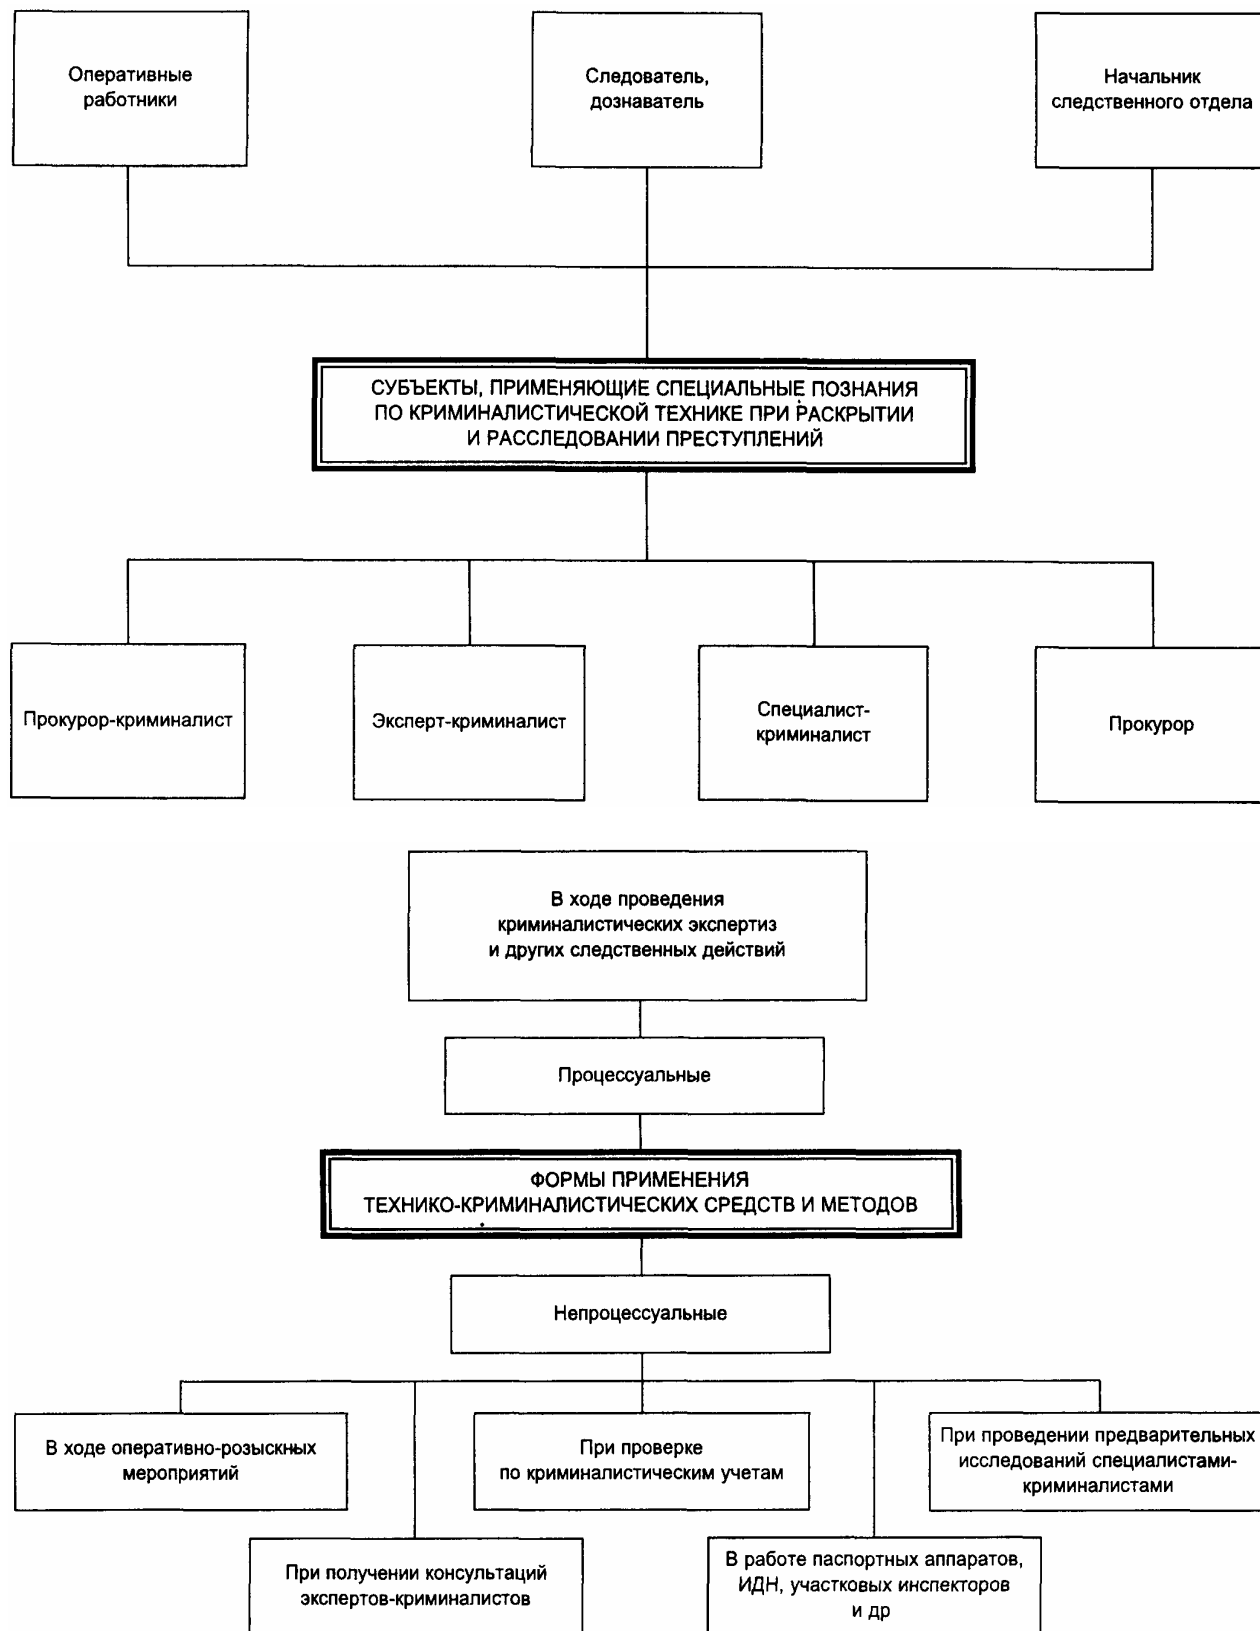 Оперативные
работники
Следователь,
дознаватель
Начальник
следственного отдела
СУБЪЕКТЫ, ПРИМЕНЯЮЩИЕ СПЕЦИАЛЬНЫЕ ПОЗНАНИЯ
ПО КРИМИНАЛИСТИЧЕСКОЙ ТЕХНИКЕ ПРИ РАСКРЫТИИ
И РАССЛЕДОВАНИИ ПРЕСТУПЛЕНИЙ
Прокурор-криминалист
Эксперт-криминалист
Специалист-
криминалист
Прокурор
В ходе проведения
криминалистических экспертиз
и других следственных действий
Процессуальные
ФОРМЫ ПРИМЕНЕНИЯ
ТЕХНИКО-КРИМИНАЛИСТИЧЕСКИХ СРЕДСТВ И МЕТОДОВ
Непроцессуальные
В ходе оперативно-розыскных
мероприятий
При проверке
по криминалистическим учетам
При проведении предварительных
исследований специалистами-
криминалистами
При получении консультаций
экспертов-криминалистов
В работе паспортных аппаратов,
ИДН, участковых инспекторов
и др